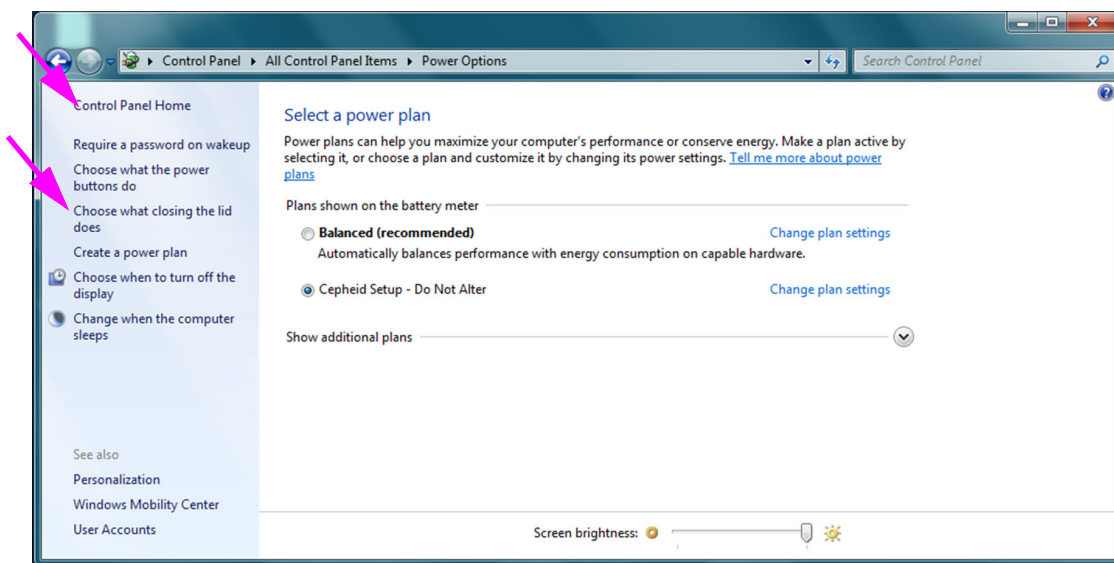 Control Panel ▸ All Control Panel Items ▸ Power Options
Search Control Panel
Control Panel Home
Require a password on wakeup
Choose what the power
buttons do
Choose what closing the lid
does
Create a power plan
Choose when to turn off the
display
Change when the computer
sleeps
See also
Personalization
Windows Mobility Center
User Accounts
Select a power plan
Power plans can help you maximize your computer's performance or conserve energy. Make a plan active by
selecting it, or choose a plan and customize it by changing its power settings. Tell me more about power
plans
Plans shown on the battery meter
Balanced (recommended) Change plan settings
Automatically balances performance with energy consumption on capable hardware.
Cepheid Setup - Do Not Alter Change plan settings
Show additional plans
Screen brightness: